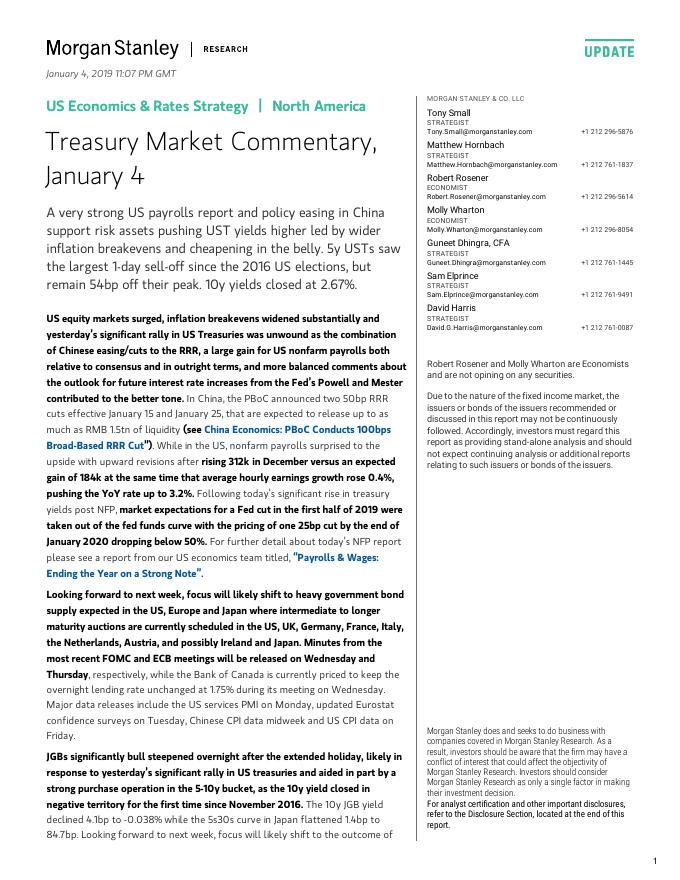 Morgan Stanley | RESEARCH
UPDATE
January 4, 2019 11:07 PM GMT
US Economics & Rates Strategy | North America
Treasury Market Commentary,
January 4
A very strong US payrolls report and policy easing in China
support risk assets pushing UST yields higher led by wider
inflation breakevens and cheapening in the belly. 5y USTs saw
the largest 1-day sell-off since the 2016 US elections, but
remain 54bp off their peak. 10y yields closed at 2.67%.
US equity markets surged, inflation breakevens widened substantially and
yesterday's significant rally in US Treasuries was unwound as the combination
of Chinese easing/cuts to the RRR, a large gain for US nonfarm payrolls both
relative to consensus and in outright terms, and more balanced comments about
the outlook for future interest rate increases from the Fed's Powell and Mester
contributed to the better tone. In China, the PBoC announced two 50bp RRR
cuts effective January 15 and January 25, that are expected to release up to as
much as RMB 1.5tn of liquidity (see China Economics: PBoC Conducts 100bps
Broad-Based RRR Cut"). While in the US, nonfarm payrolls surprised to the
upside with upward revisions after rising 312k in December versus an expected
gain of 184k at the same time that average hourly earnings growth rose 0.4%,
pushing the YoY rate up to 3.2%. Following today's significant rise in treasury
yields post NFP, market expectations for a Fed cut in the first half of 2019 were
taken out of the fed funds curve with the pricing of one 25bp cut by the end of
January 2020 dropping below 50%. For further detail about today's NFP report
please see a report from our US economics team titled, "Payrolls & Wages:
Ending the Year on a Strong Note".
Looking forward to next week, focus will likely shift to heavy government bond
supply expected in the US, Europe and Japan where intermediate to longer
maturity auctions are currently scheduled in the US, UK, Germany, France, Italy,
the Netherlands, Austria, and possibly Ireland and Japan. Minutes from the
most recent FOMC and ECB meetings will be released on Wednesday and
Thursday, respectively, while the Bank of Canada is currently priced to keep the
overnight lending rate unchanged at 1.75% during its meeting on Wednesday.
Major data releases include the US services PMI on Monday, updated Eurostat
confidence surveys on Tuesday, Chinese CPI data midweek and US CPI data on
Friday.
JGBs significantly bull steepened overnight after the extended holiday, likely in
response to yesterday's significant rally in US treasuries and aided in part by a
strong purchase operation in the 5-10y bucket, as the 10y yield closed in
negative territory for the first time since November 2016. The 10y JGB yield
declined 4.1bp to -0.038% while the 5s30s curve in Japan flattened 1.4bp to
84.7bp. Looking forward to next week, focus will likely shift to the outcome of
MORGAN STANLEY & CO. LLC
Tony Small
STRATEGIST
Tony.Small@morganstanley.com +1 212 296-5876
Matthew Hornbach
STRATEGIST
Matthew.Hornbach@morganstanley.com +1 212 761-1837
Robert Rosener
ECONOMIST
Robert.Rosener@morganstanley.com +1 212 296-5614
Molly Wharton
ECONOMIST
Molly.Wharton@morganstanley.com +1 212 296-8054
Guneet Dhingra, CFA
STRATEGIST
Guneet.Dhingra@morganstanley.com +1 212 761-1445
Sam Elprince
STRATEGIST
Sam.Elprince@morganstanley.com +1 212 761-9491
David Harris
STRATEGIST
David.G.Harris@morganstanley.com +1 212 761-0087
Robert Rosener and Molly Wharton are Economists
and are not opining on any securities.
Due to the nature of the fixed income market, the
issuers or bonds of the issuers recommended or
discussed in this report may not be continuously
followed. Accordingly, investors must regard this
report as providing stand-alone analysis and should
not expect continuing analysis or additional reports
relating to such issuers or bonds of the issuers.
Morgan Stanley does and seeks to do business with
companies covered in Morgan Stanley Research. As a
result, investors should be aware that the firm may have a
conflict of interest that could affect the objectivity of
Morgan Stanley Research. Investors should consider
Morgan Stanley Research as only a single factor in making
their investment decision.
For analyst certification and other important disclosures,
refer to the Disclosure Section, located at the end of this
report.
1